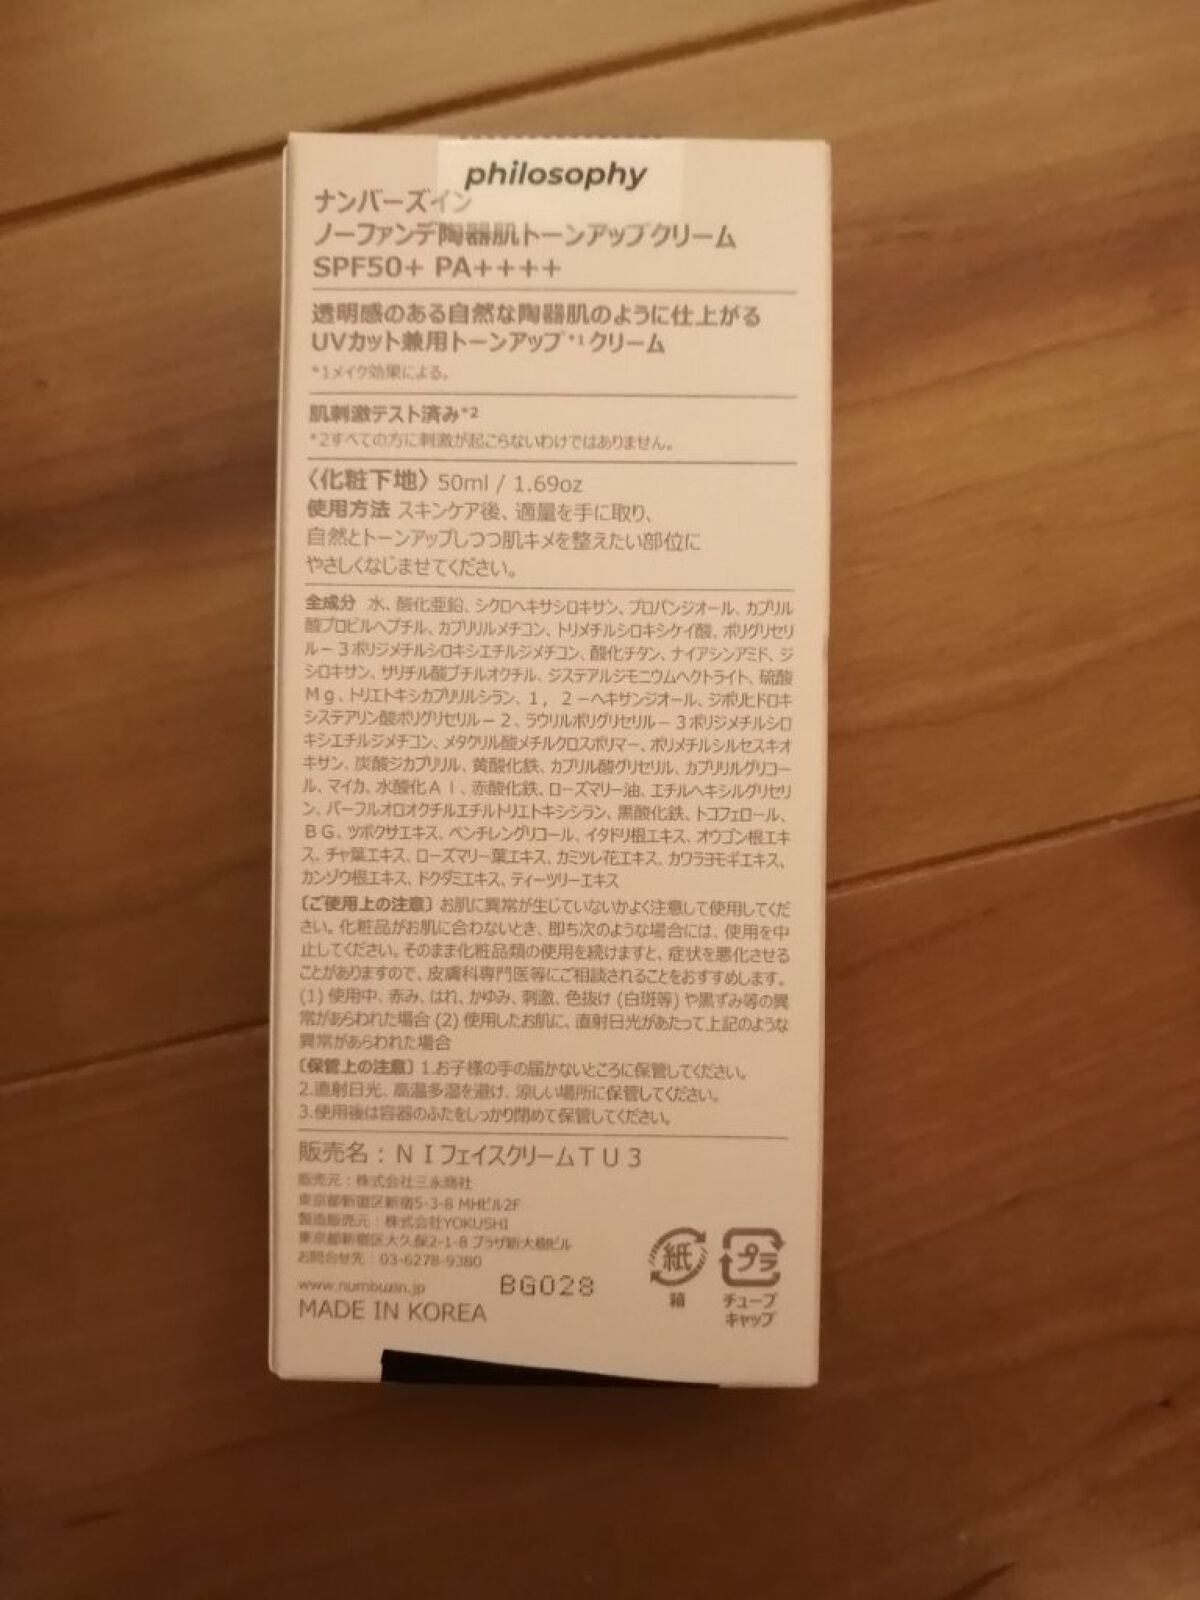 philosophy
ナンバーズイン
ノーファンデ陶器肌トーンアップクリーム
SPF50+ PA++++
透明感のある自然な陶器肌のように仕上がる
UVカット兼用トーンアップ*1クリーム
*1メイク効果による。
肌刺激テスト済み*2
*2すべての方に刺激が起こらないわけではありません。
〈化粧下地〉 50ml / 1.69oz
使用方法 スキンケア後、適量を手に取り、
自然とトーンアップしつつ肌キメを整えたい部位に
やさしくなじませてください。
全成分 水、酸化亜鉛、シクロヘキサシロキサン、プロパンジオール、カプリル
酸プロピルヘプチル、カプリリルメチコン、トリメチルシロキシケイ酸、ポリグリセリ
ル－３ポリジメチルシロキシエチルジメチコン、酸化チタン、ナイアシンアミド、ジ
シロキサン、サリチル酸ブチルオクチル、ジステアルジモニウムヘクトライト、硫酸
Ｍｇ、トリエトキシカプリリルシラン、１，２－ヘキサンジオール、ジポリヒドロキ
システアリン酸ポリグリセリル－２、ラウリルポリグリセリル－３ポリジメチルシロ
キシエチルジメチコン、メタクリル酸メチルクロスポリマー、ポリメチルシルセスキオ
キサン、炭酸ジカプリリル、黄酸化鉄、カプリル酸グリセリル、カプリリルグリコー
ル、マイカ、水酸化Ａｌ、赤酸化鉄、ローズマリー油、エチルヘキシルグリセリ
ン、パーフルオロオクチルエチルトリエトキシシラン、黒酸化鉄、トコフェロール、
ＢＧ、ツボクサエキス、ペンチレングリコール、イタドリ根エキス、オウゴン根エキ
ス、チャ葉エキス、ローズマリー葉エキス、カミツレ花エキス、カワラヨモギエキス、
カンゾウ根エキス、ドクダミエキス、ティーツリーエキス
〔ご使用上の注意〕お肌に異常が生じていないかよく注意して使用してくだ
さい。化粧品がお肌に合わないとき、即ち次のような場合には、使用を中
止してください。そのまま化粧品類の使用を続けますと、症状を悪化させる
ことがありますので、皮膚科専門医等にご相談されることをおすすめします。
(1) 使用中、赤み、はれ、かゆみ、刺激、色抜け (白斑等) や黒ずみ等の異
常があらわれた場合 (2) 使用したお肌に、直射日光があたって上記のような
異常があらわれた場合
〔保管上の注意〕1.お子様の手の届かないところに保管してください。
2.直射日光、高温多湿を避け、涼しい場所に保管してください。
3.使用後は容器のふたをしっかり閉めて保管してください。
販売名：ＮＩフェイスクリームＴＵ３
販売元：株式会社三永商社
東京都新宿区新宿5-3-8 MHビル2F
製造販売元：株式会社YOKUSHI
東京都新宿区大久保2-1-8 プラザ新大樹ビル
お問合せ先：03-6278-9380
www.numbuzin.jp
BG028
MADE IN KOREA
紙
箱
プラ
チューブ
キャップ